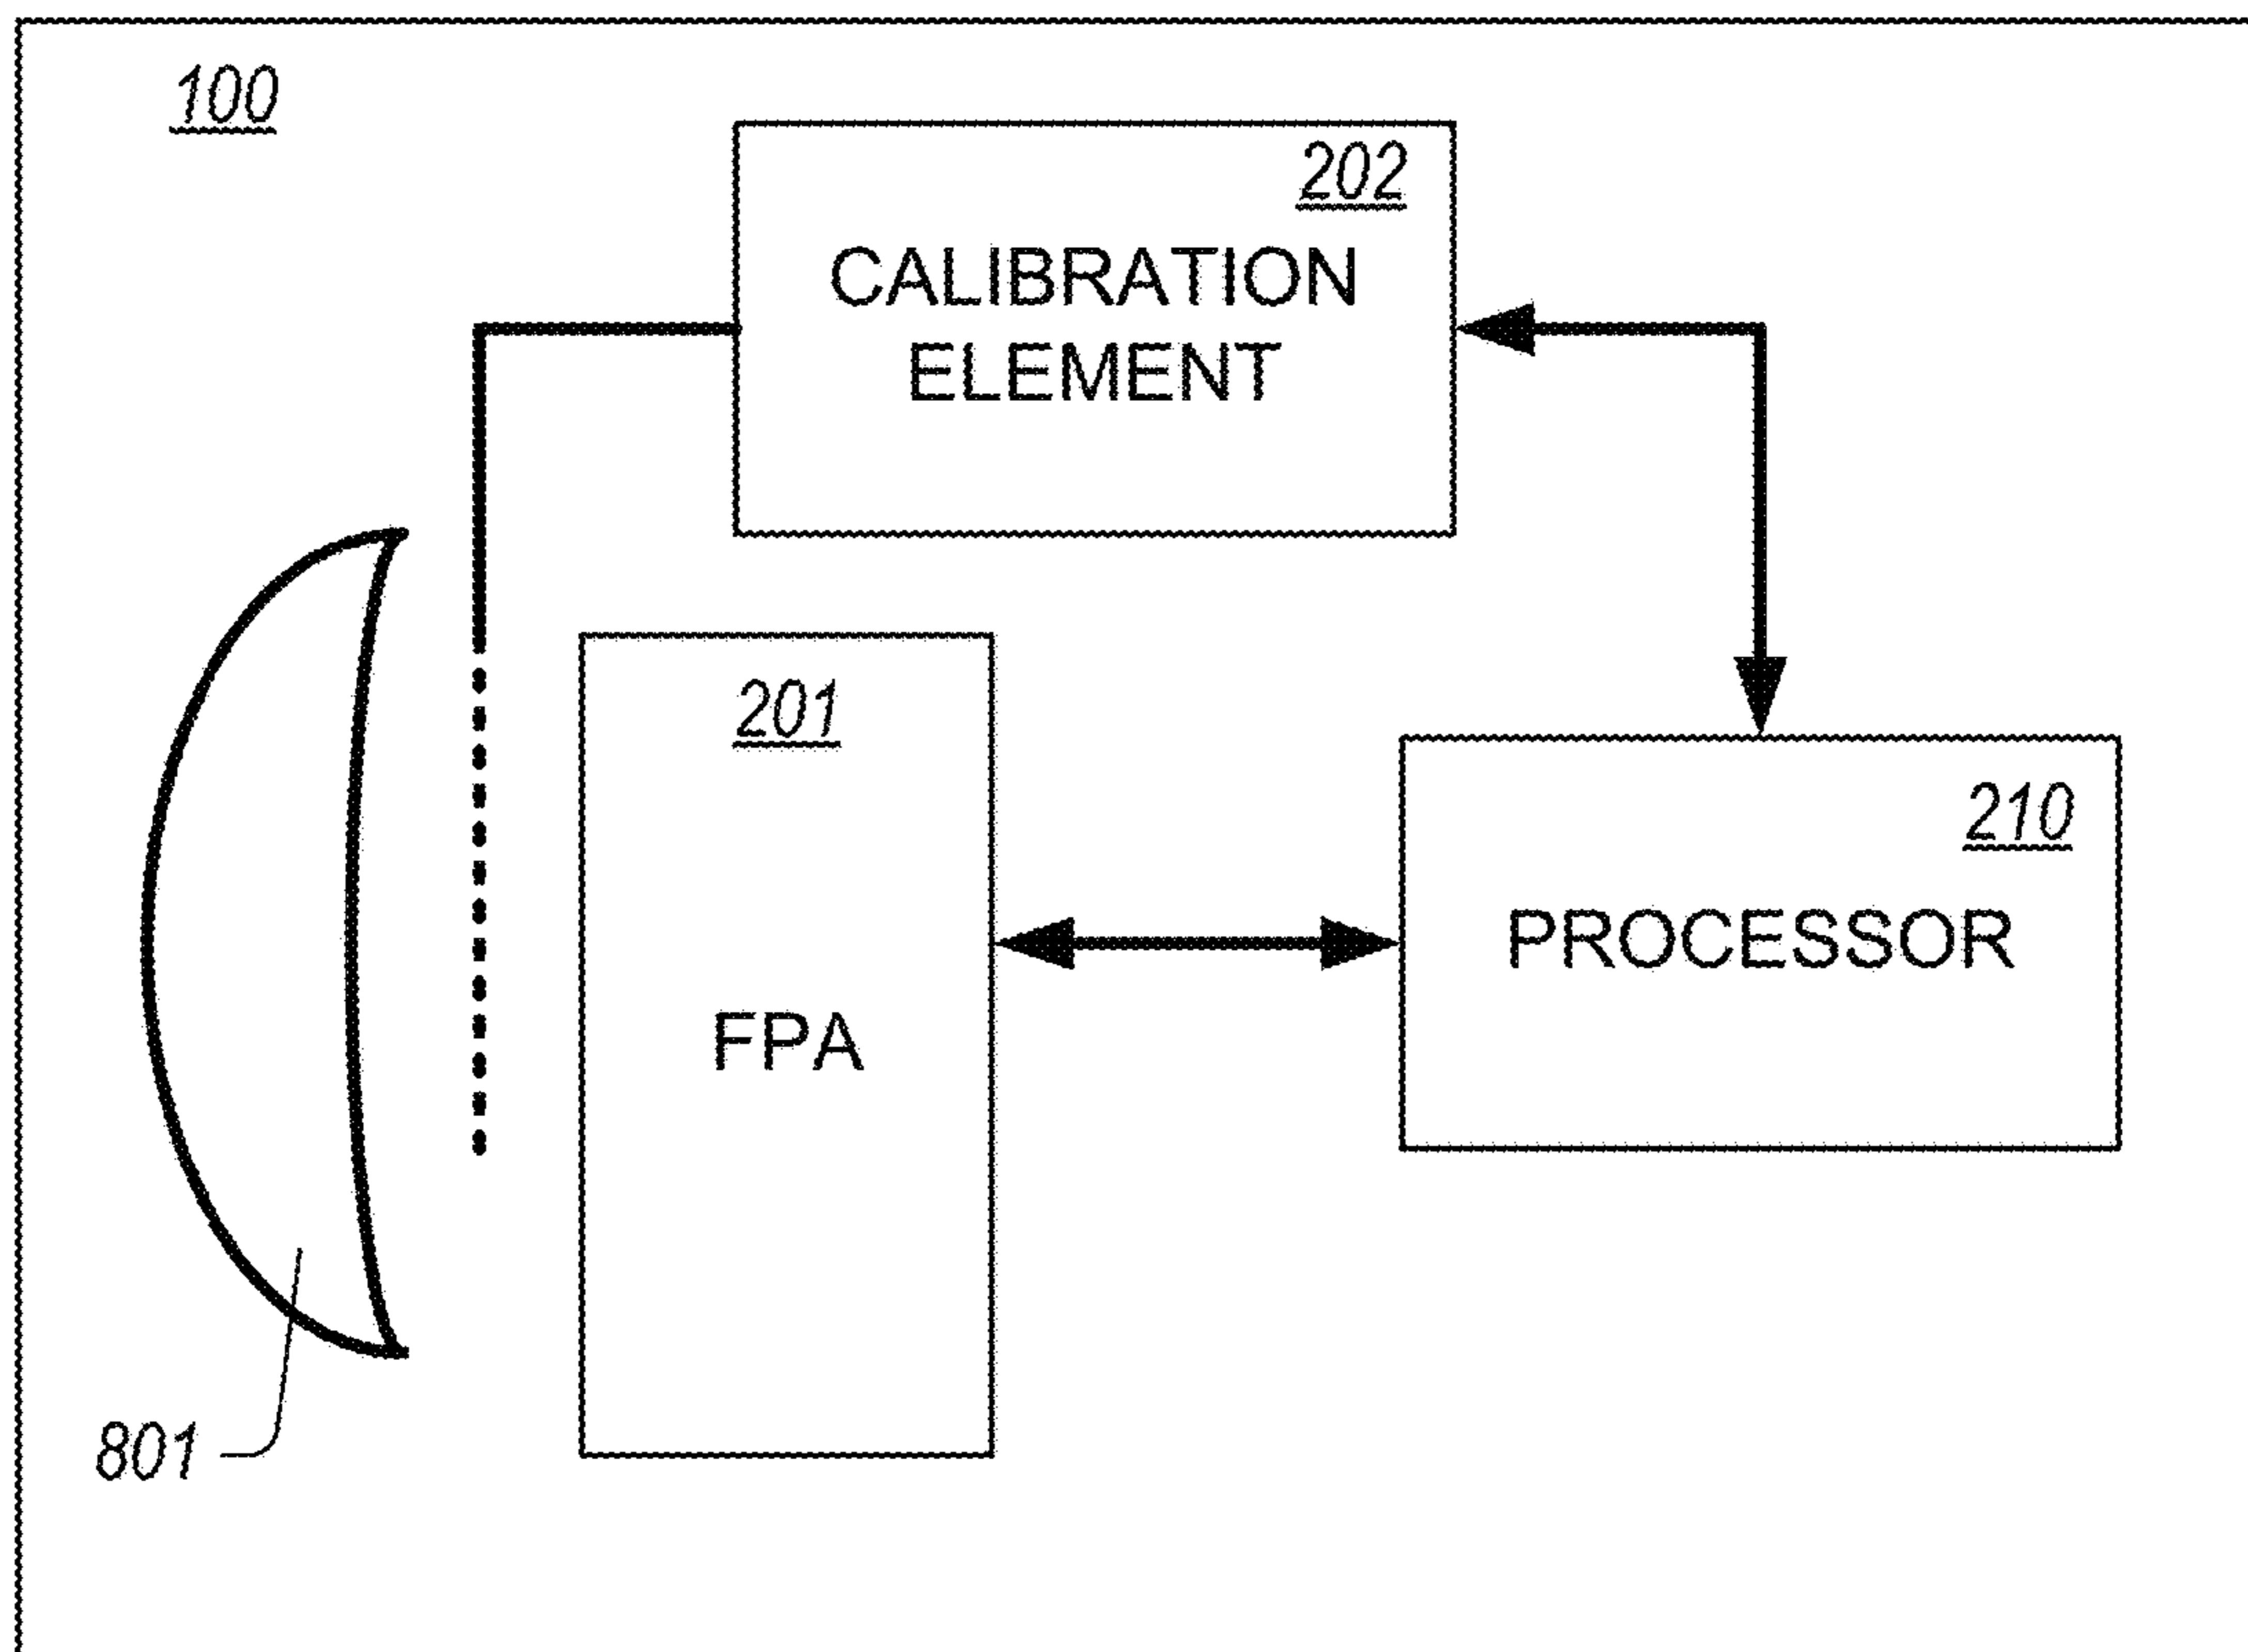 100
202
CALIBRATION
ELEMENT
201
FPA
210
PROCESSOR
801